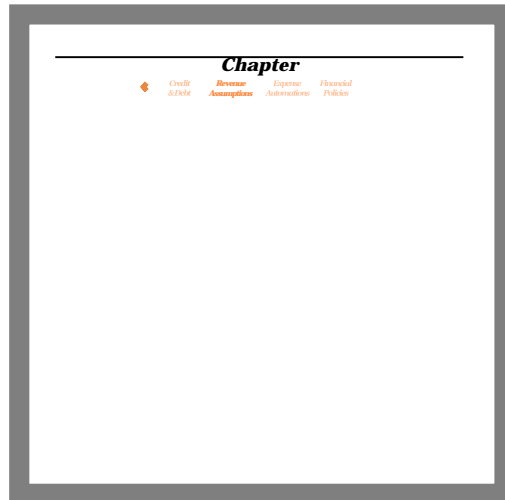 Chapter
Credit Revenue Expense Financial
& Debt Assumptions Automations Policies